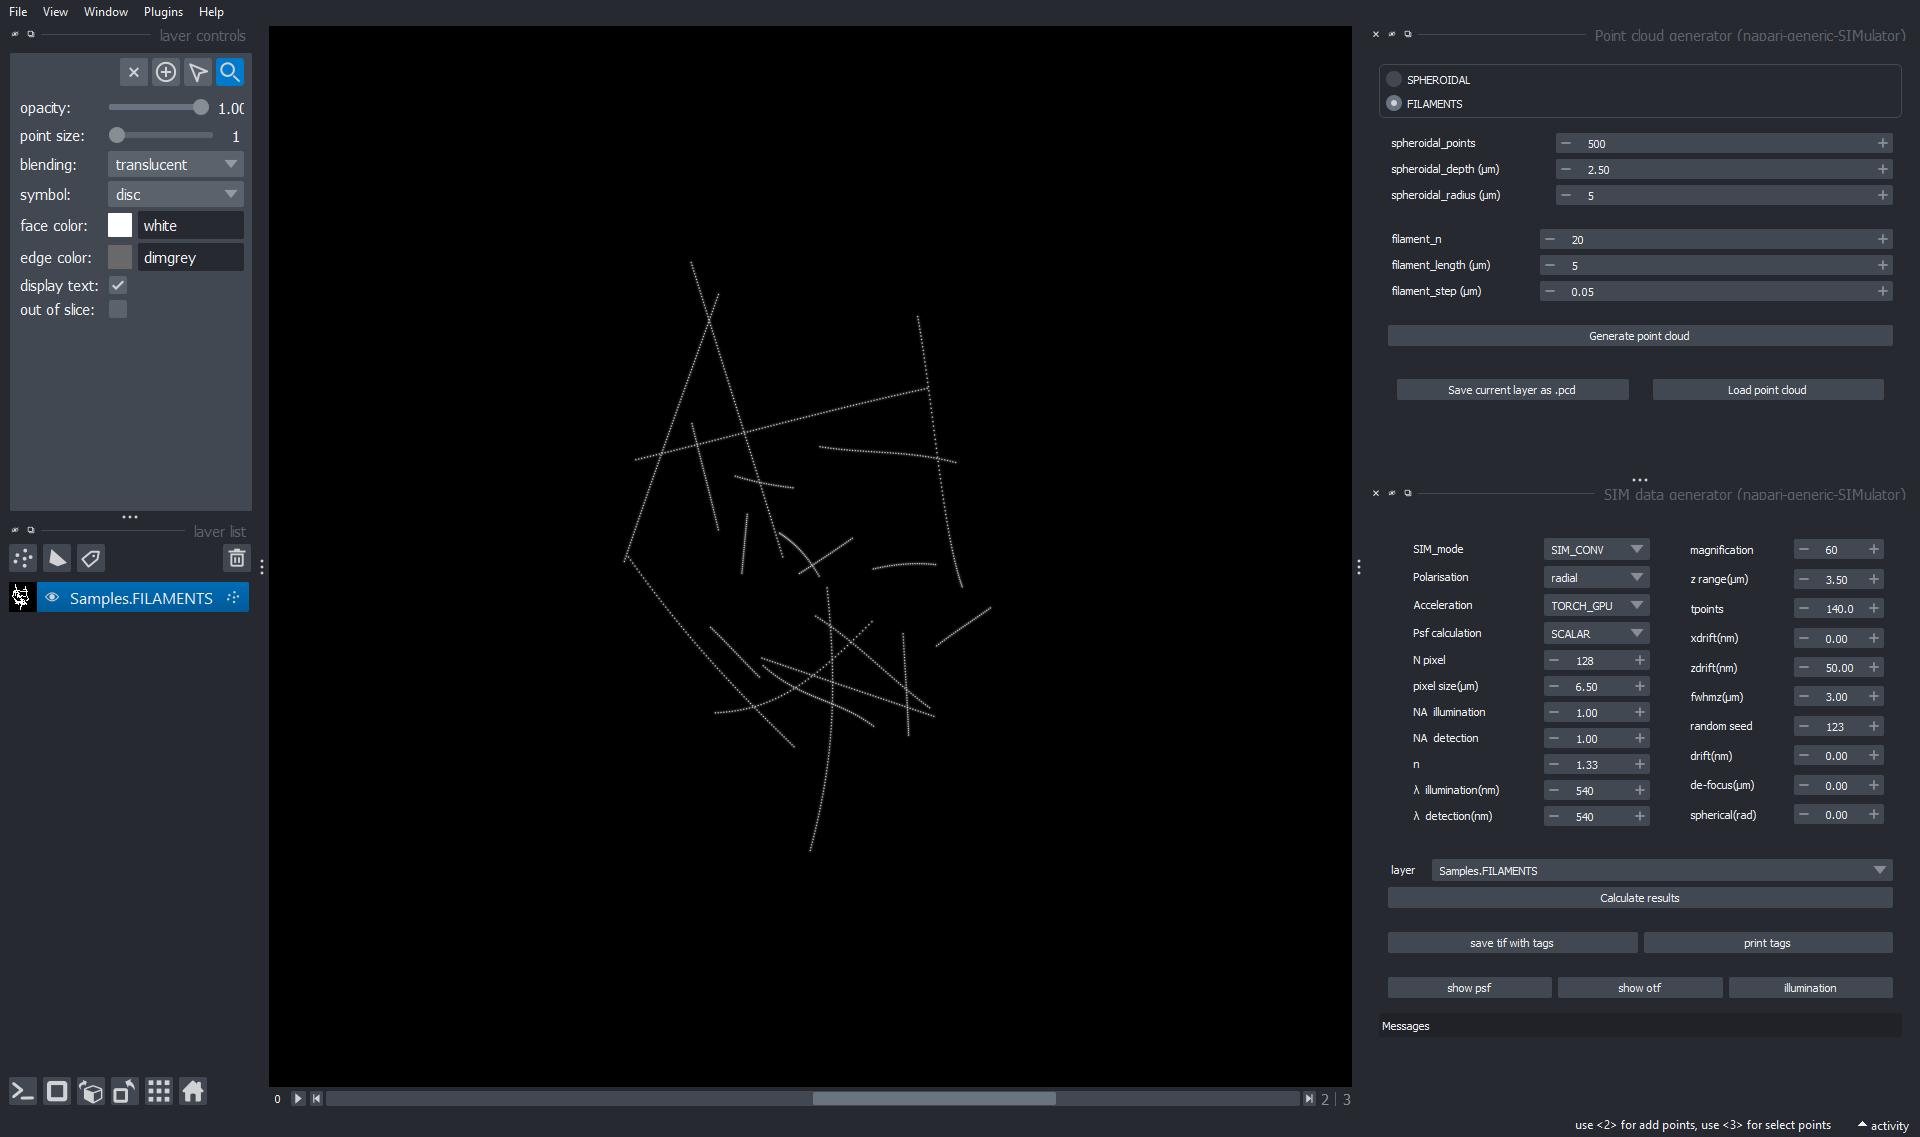 File View Window Plugins Help
layer controls
opacity: 1.00
point size: 1
blending: translucent
symbol: disc
face color: white
edge color: dimgrey
display text:
out of slice:
layer list
Samples.FILAMENTS
0 2 | 3
Point cloud generator (napari-generic-SIMulator)
SPHEROIDAL
FILAMENTS
spheroidal_points 500
spheroidal_depth (µm) 2.50
spheroidal_radius (µm) 5
filament_n 20
filament_length (µm) 5
filament_step (µm) 0.05
Generate point cloud
Save current layer as .pcd Load point cloud
SIM data generator (napari-generic-SIMulator)
SIM_mode SIM_CONV
Polarisation radial
Acceleration TORCH_GPU
Psf calculation SCALAR
N pixel 128
pixel size(µm) 6.50
NA illumination 1.00
NA detection 1.00
n 1.33
λ illumination(nm) 540
λ detection(nm) 540
magnification 60
z range(µm) 3.50
tpoints 140.0
xdrift(nm) 0.00
zdrift(nm) 50.00
fwhmz(µm) 3.00
random seed 123
drift(nm) 0.00
de-focus(µm) 0.00
spherical(rad) 0.00
layer Samples.FILAMENTS
Calculate results
save tif with tags print tags
show psf show otf illumination
Messages
use <2> for add points, use <3> for select points activity